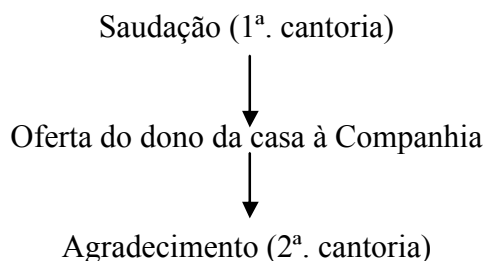 Saudação (1ª. cantoria)
Oferta do dono da casa à Companhia
Agradecimento (2ª. cantoria)